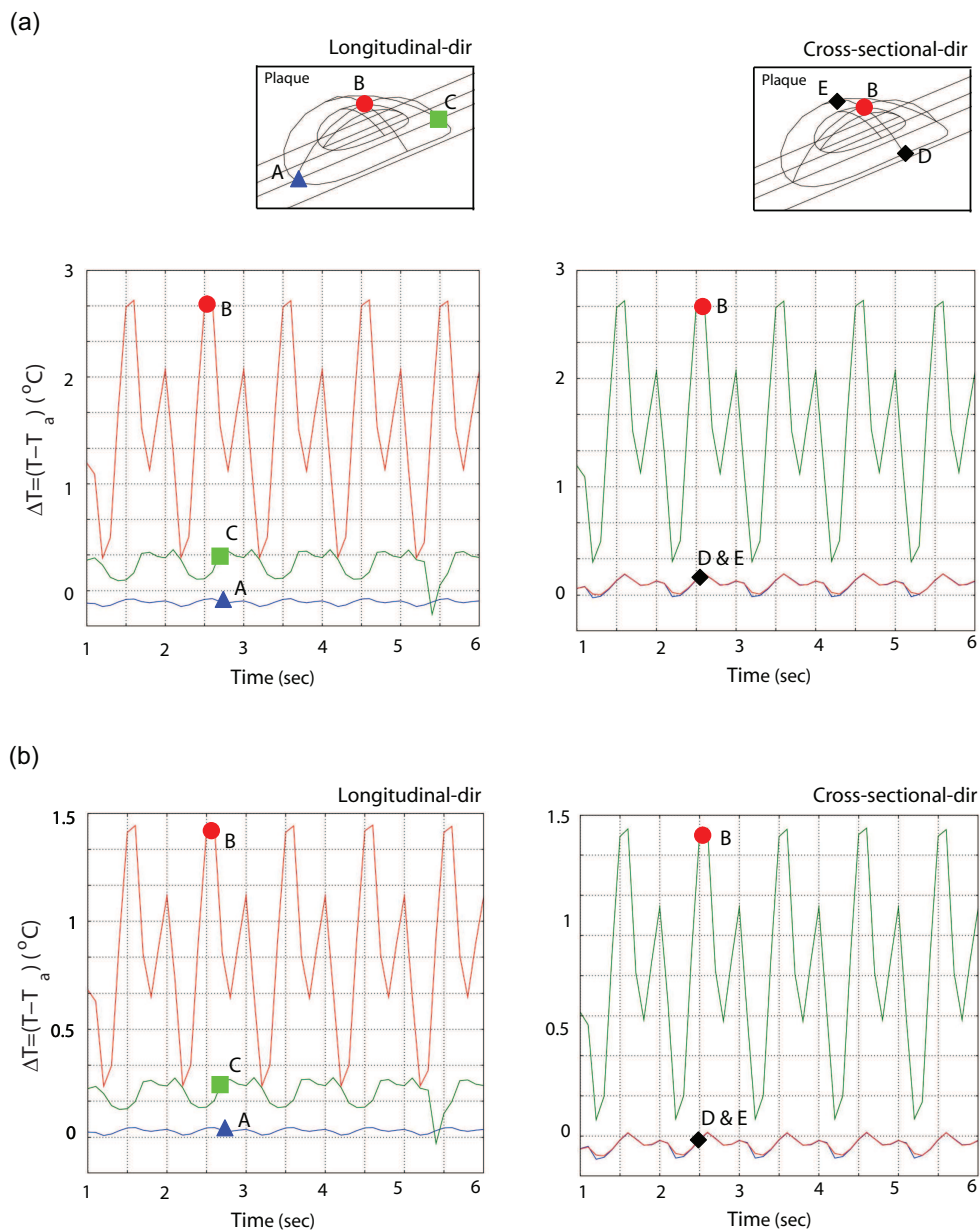 (a)
Longitudinal-dir
Plaque
B
C
A
Cross-sectional-dir
Plaque
E
B
D
3
2
1
0
ΔT=(T−T a ) (°C)
B
C
A
1 2 3 4 5 6
Time (sec)
3
2
1
0
B
D & E
1 2 3 4 5 6
Time (sec)
(b)
Longitudinal-dir
1.5
1
0.5
0
ΔT=(T−T a ) (°C)
B
C
A
1 2 3 4 5 6
Time (sec)
Cross-sectional-dir
1.5
1
0.5
0
B
D & E
1 2 3 4 5 6
Time (sec)